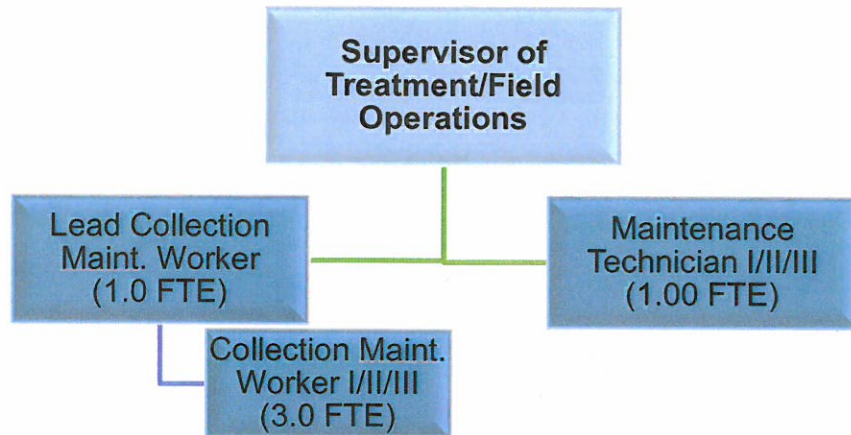 Supervisor of
Treatment/Field
Operations
Lead Collection
Maint. Worker
(1.0 FTE)
Maintenance
Technician I/II/III
(1.00 FTE)
Collection Maint.
Worker I/II/III
(3.0 FTE)